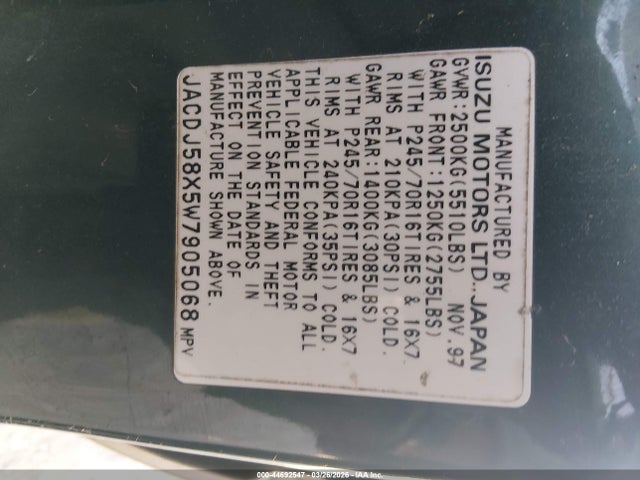 MANUFACTURED BY
ISUZU MOTORS LTD., JAPAN
GVWR:2500KG(5510LBS) NOV.97
GAWR FRONT:1250KG(2755LBS)
WITH P245/70R16TIRES & 16X7
RIMS AT 210KPA(30PSI) COLD.
GAWR REAR:1400KG(3085LBS)
WITH P245/70R16TIRES & 16X7
RIMS AT 240KPA(35PSI) COLD.
THIS VEHICLE CONFORMS TO ALL
APPLICABLE FEDERAL MOTOR
VEHICLE SAFETY AND THEFT
PREVENTION STANDARDS IN
EFFECT ON THE DATE OF
MANUFACTURE SHOWN ABOVE.
JACDJ58X5W7905068 MPV
000-44692547 // 03/26/2026 // IAA Inc.